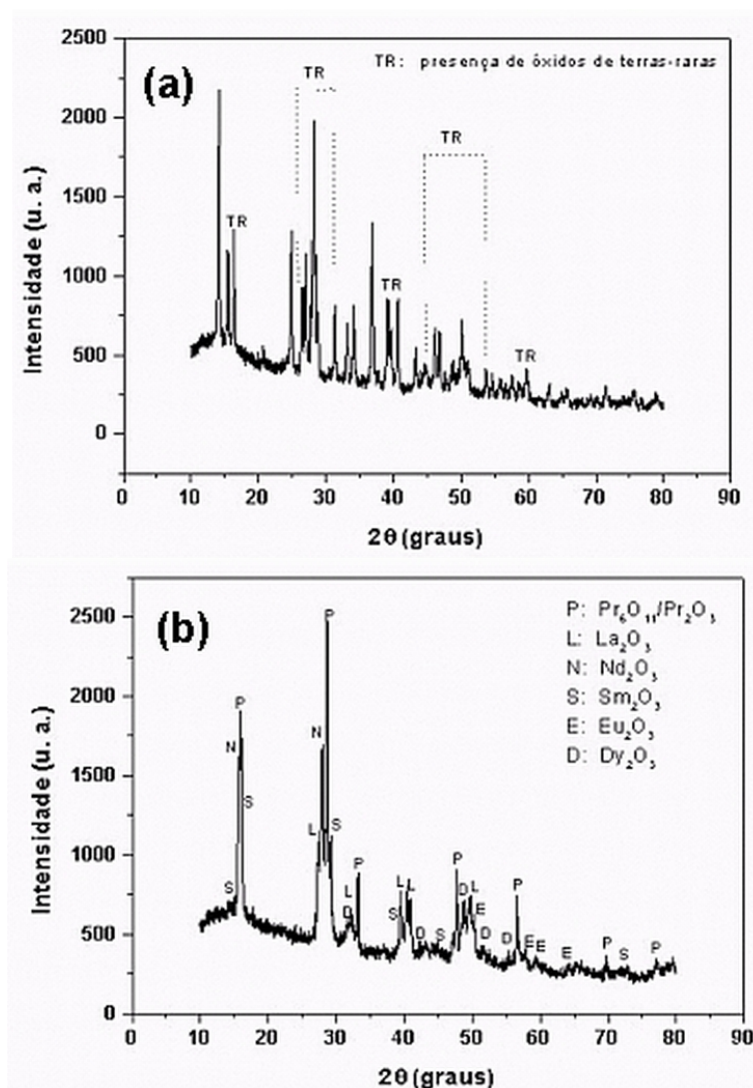 (a)
TR: presença de óxidos de terras-raras
TR
TR
TR
TR
TR
2500
2000
1500
1000
500
0
Intensidade (u. a.)
0 10 20 30 40 50 60 70 80 90
2θ (graus)
(b)
P: Pr₆O₁₁/Pr₂O₃
L: La₂O₃
N: Nd₂O₃
S: Sm₂O₃
E: Eu₂O₃
D: Dy₂O₃
P
P
N
N
S
S
L
S
P
L
D
L
L
S
D
S
P
D
L
E
D
D
P
E
E
E
P
S
P
2500
2000
1500
1000
500
0
Intensidade (u. a.)
0 10 20 30 40 50 60 70 80 90
2θ (graus)